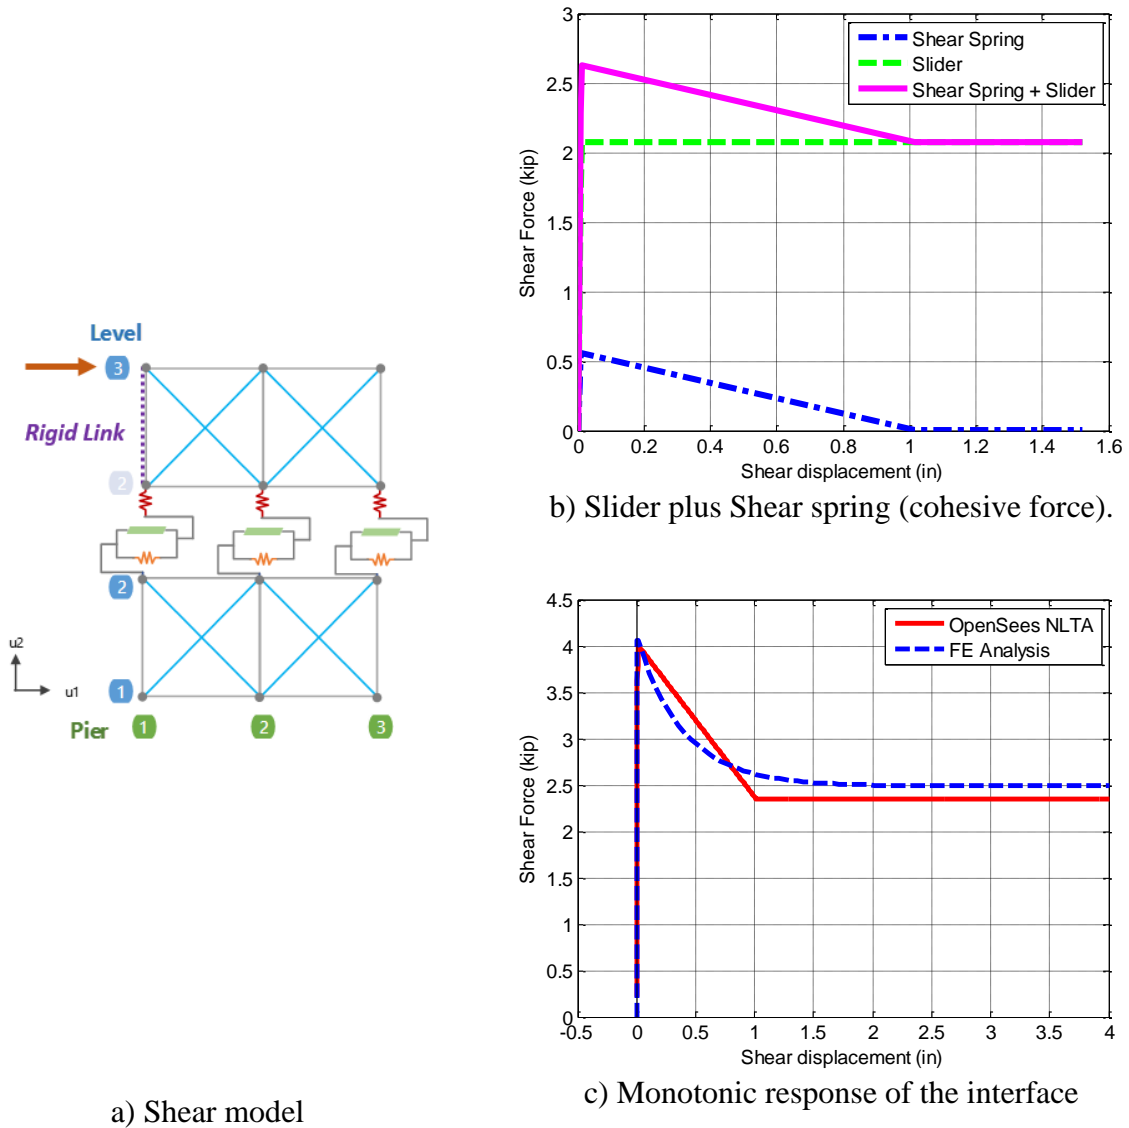 Level
3
Rigid Link
2
2
1
u2
u1
Pier
1
2
3
a) Shear model
3
2.5
2
1.5
1
0.5
0
Shear Force (kip)
Shear Spring
Slider
Shear Spring + Slider
0
0.2
0.4
0.6
0.8
1
1.2
1.4
1.6
Shear displacement (in)
b) Slider plus Shear spring (cohesive force).
4.5
4
3.5
3
2.5
2
1.5
1
0.5
0
Shear Force (kip)
OpenSees NLTA
FE Analysis
-0.5
0
0.5
1
1.5
2
2.5
3
3.5
4
Shear displacement (in)
c) Monotonic response of the interface